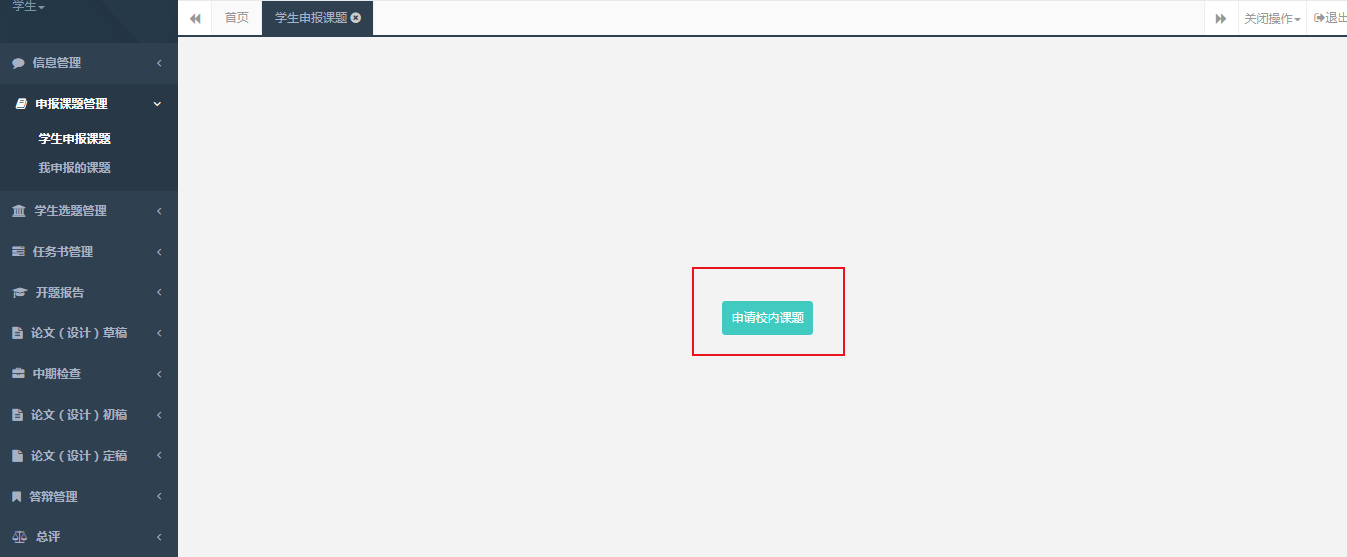 学生
首页
学生申报课题
关闭操作
退出
信息管理
申报课题管理
学生申报课题
我申报的课题
学生选题管理
任务书管理
开题报告
论文（设计）草稿
中期检查
论文（设计）初稿
论文（设计）定稿
答辩管理
总评
申请校内课题